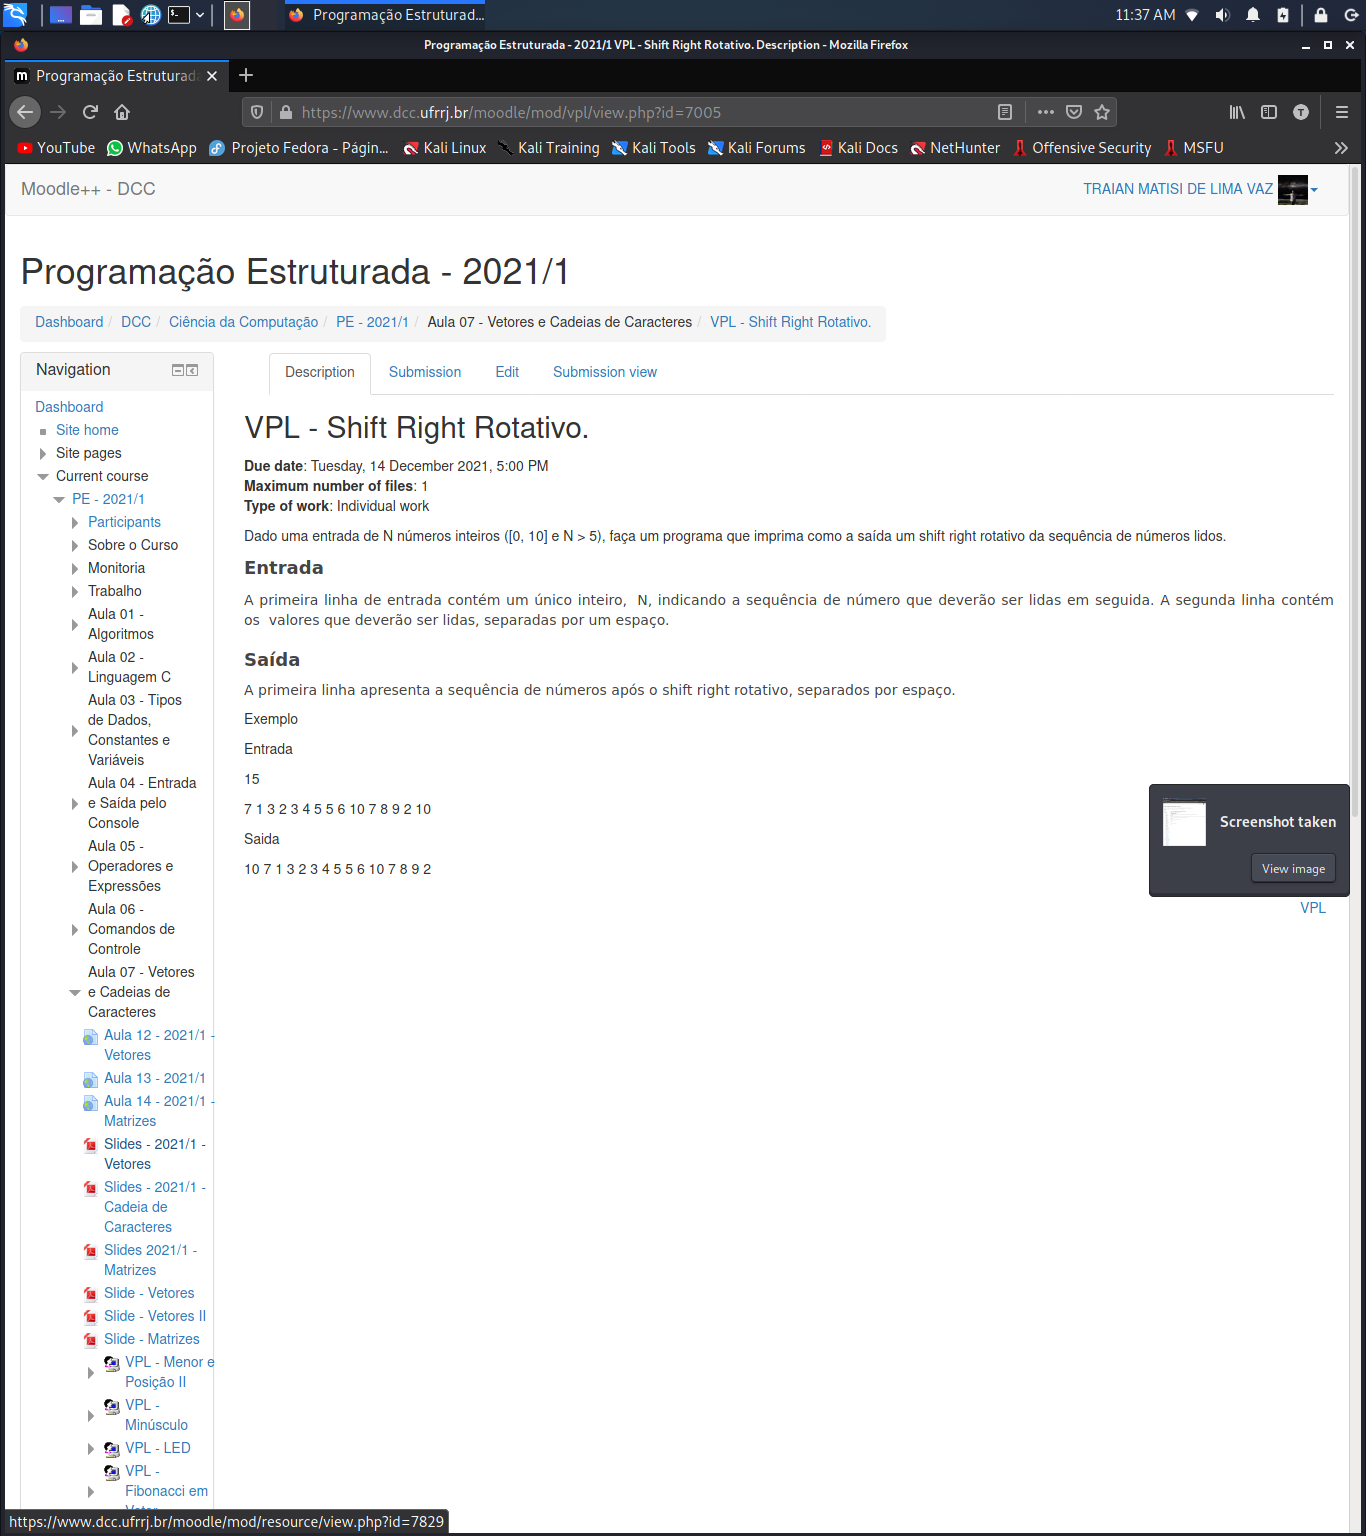 11:37 AM
Programação Estruturad...
Programação Estruturada - 2021/1 VPL - Shift Right Rotativo. Description - Mozilla Firefox
Programação Estruturada
https://www.dcc.ufrrj.br/moodle/mod/vpl/view.php?id=7005
YouTube WhatsApp Projeto Fedora - Págin... Kali Linux Kali Training Kali Tools Kali Forums Kali Docs NetHunter Offensive Security MSFU
Moodle++ - DCC
TRAIAN MATISI DE LIMA VAZ
Programação Estruturada - 2021/1
Dashboard / DCC / Ciência da Computação / PE - 2021/1 / Aula 07 - Vetores e Cadeias de Caracteres / VPL - Shift Right Rotativo.
Navigation
Dashboard
Site home
Site pages
Current course
PE - 2021/1
Participants
Sobre o Curso
Monitoria
Trabalho
Aula 01 -
Algoritmos
Aula 02 -
Linguagem C
Aula 03 - Tipos
de Dados,
Constantes e
Variáveis
Aula 04 - Entrada
e Saída pelo
Console
Aula 05 -
Operadores e
Expressões
Aula 06 -
Comandos de
Controle
Aula 07 - Vetores
e Cadeias de
Caracteres
Aula 12 - 2021/1 -
Vetores
Aula 13 - 2021/1
Aula 14 - 2021/1 -
Matrizes
Slides - 2021/1 -
Vetores
Slides - 2021/1 -
Cadeia de
Caracteres
Slides 2021/1 -
Matrizes
Slide - Vetores
Slide - Vetores II
Slide - Matrizes
VPL - Menor e
Posição II
VPL -
Minúsculo
VPL - LED
VPL -
Fibonacci em
Description Submission Edit Submission view
VPL - Shift Right Rotativo.
Due date: Tuesday, 14 December 2021, 5:00 PM
Maximum number of files: 1
Type of work: Individual work
Dado uma entrada de N números inteiros ([0, 10] e N > 5), faça um programa que imprima como a saída um shift right rotativo da sequência de números lidos.
Entrada
A primeira linha de entrada contém um único inteiro, N, indicando a sequência de número que deverão ser lidas em seguida. A segunda linha contém
os valores que deverão ser lidas, separadas por um espaço.
Saída
A primeira linha apresenta a sequência de números após o shift right rotativo, separados por espaço.
Exemplo
Entrada
15
7 1 3 2 3 4 5 5 6 10 7 8 9 2 10
Saida
10 7 1 3 2 3 4 5 5 6 10 7 8 9 2
Screenshot taken
View image
VPL
https://www.dcc.ufrrj.br/moodle/mod/resource/view.php?id=7829